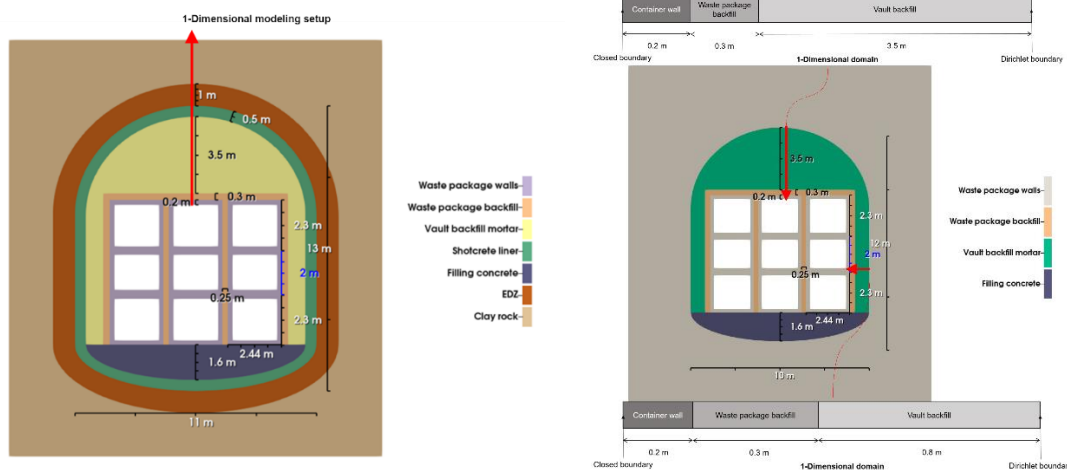 1-Dimensional modeling setup
1 m
0.5 m
3.5 m
0.2 m
0.3 m
2.3 m
13 m
2 m
0.25 m
2.3 m
2.44 m
1.6 m
11 m
Waste package walls
Waste package backfill
Vault backfill mortar
Shotcrete liner
Filling concrete
EDZ
Clay rock
Container wall
Waste package
backfill
Vault backfill
0.2 m
0.3 m
3.5 m
Closed boundary
Dirichlet boundary
1-Dimensional domain
3.5 m
0.2 m
0.3 m
2.3 m
12 m
2 m
0.25 m
2.3 m
2.44 m
1.6 m
10 m
Waste package walls
Waste package backfill
Vault backfill mortar
Filling concrete
Container wall
Waste package backfill
Vault backfill
0.2 m
0.3 m
0.8 m
Closed boundary
Dirichlet boundary
1-Dimensional domain